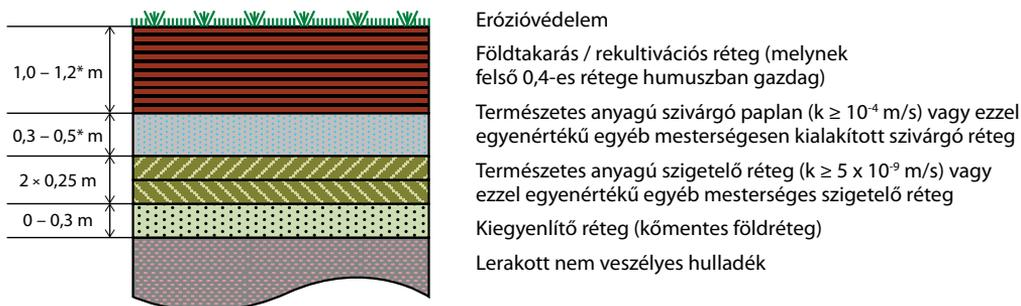 Erózióvédelem
Földtakarás / rekultivációs réteg (melynek
felső 0,4-es rétege humuszban gazdag)
1,0 – 1,2* m
Természetes anyagú szivárgó paplan (k ≥ 10⁻⁴ m/s) vagy ezzel
egyenértékű egyéb mesterségesen kialakított szivárgó réteg
0,3 – 0,5* m
Természetes anyagú szigetelő réteg (k ≥ 5 x 10⁻⁹ m/s) vagy
ezzel egyenértékű egyéb mesterséges szigetelő réteg
2 × 0,25 m
Kiegyenlítő réteg (kőmentes földréteg)
0 – 0,3 m
Lerakott nem veszélyes hulladék